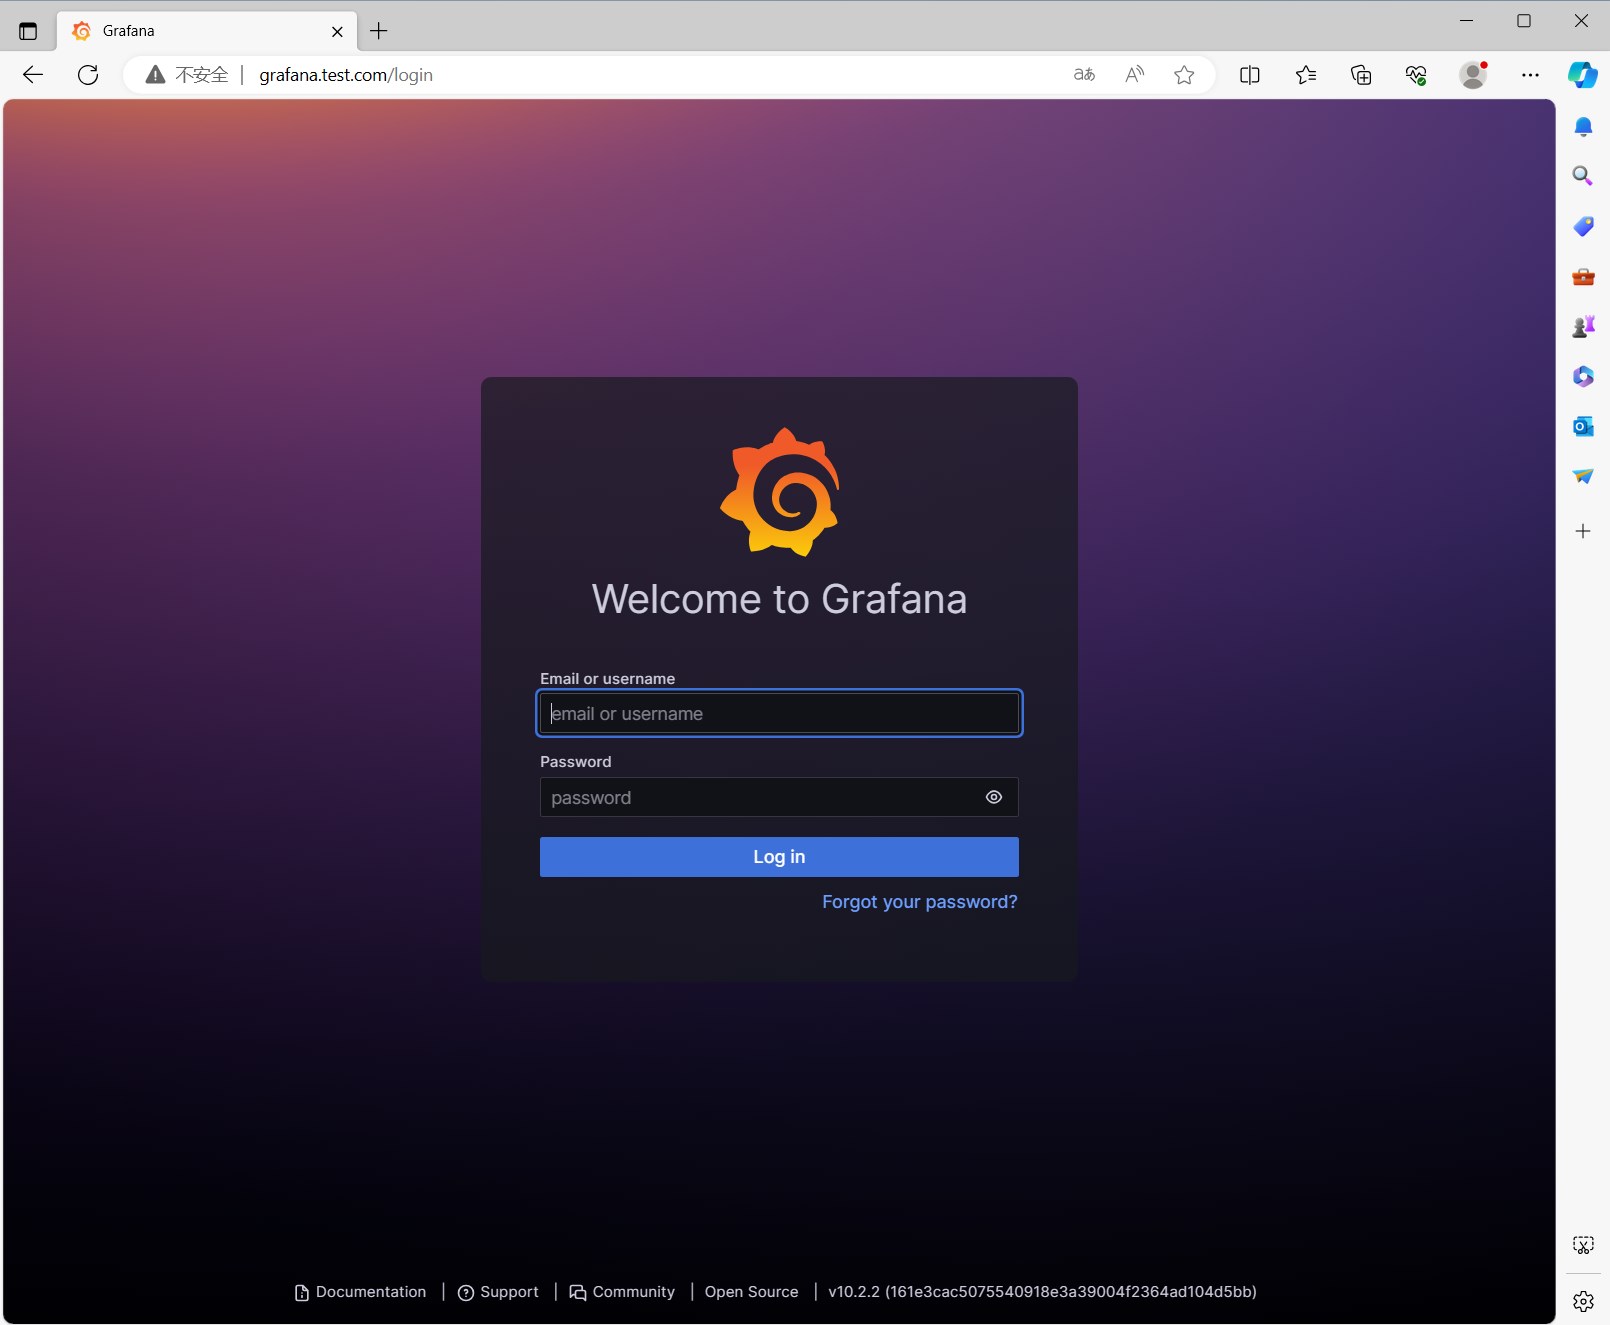 Grafana
不安全 | grafana.test.com/login
Welcome to Grafana
Email or username
email or username
Password
password
Log in
Forgot your password?
Documentation | Support | Community | Open Source | v10.2.2 (161e3cac5075540918e3a39004f2364ad104d5bb)